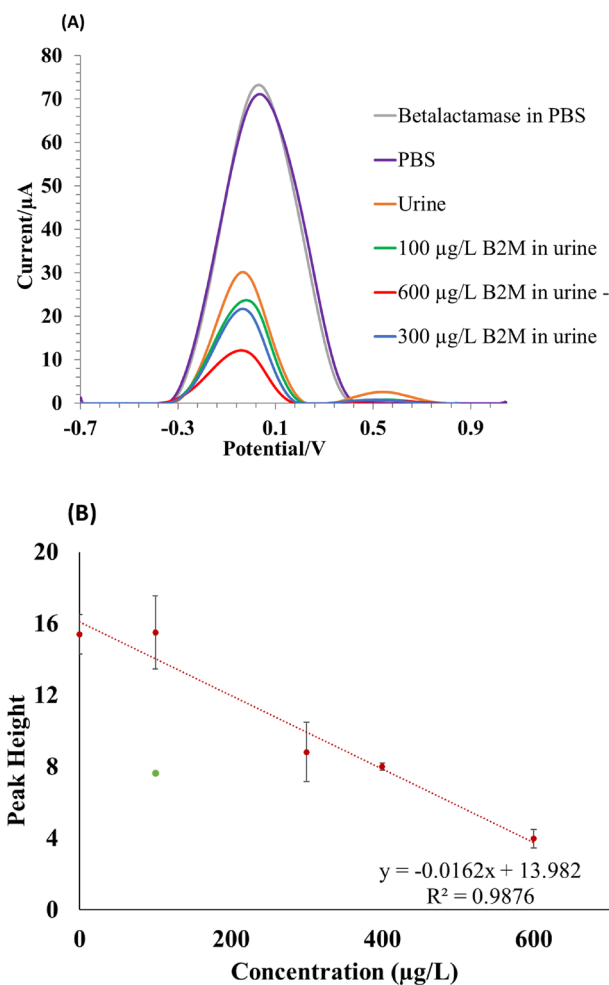 (A)
80
70
60
50
40
30
20
10
0
Current/µA
-0.7 -0.3 0.1 0.5 0.9
Potential/V
Betalactamase in PBS
PBS
Urine
100 µg/L B2M in urine
600 µg/L B2M in urine -
300 µg/L B2M in urine
(B)
20
16
12
8
4
0
Peak Height
y = -0.0162x + 13.982
R² = 0.9876
0 200 400 600
Concentration (µg/L)